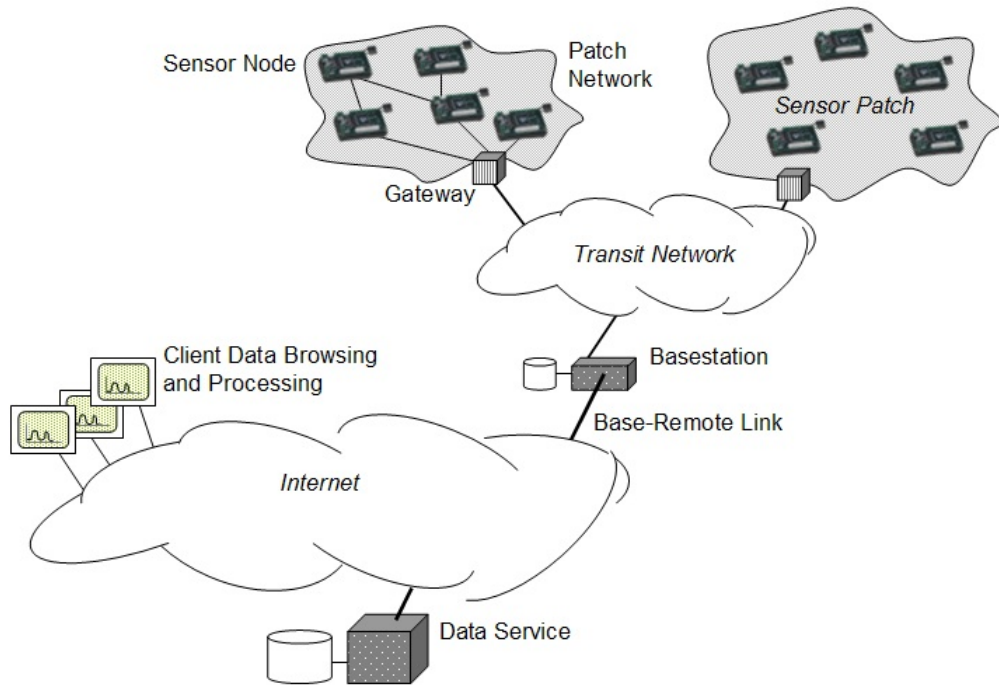 Sensor Node
Patch
Network
Sensor Patch
Gateway
Transit Network
Client Data Browsing
and Processing
Basestation
Base-Remote Link
Internet
Data Service